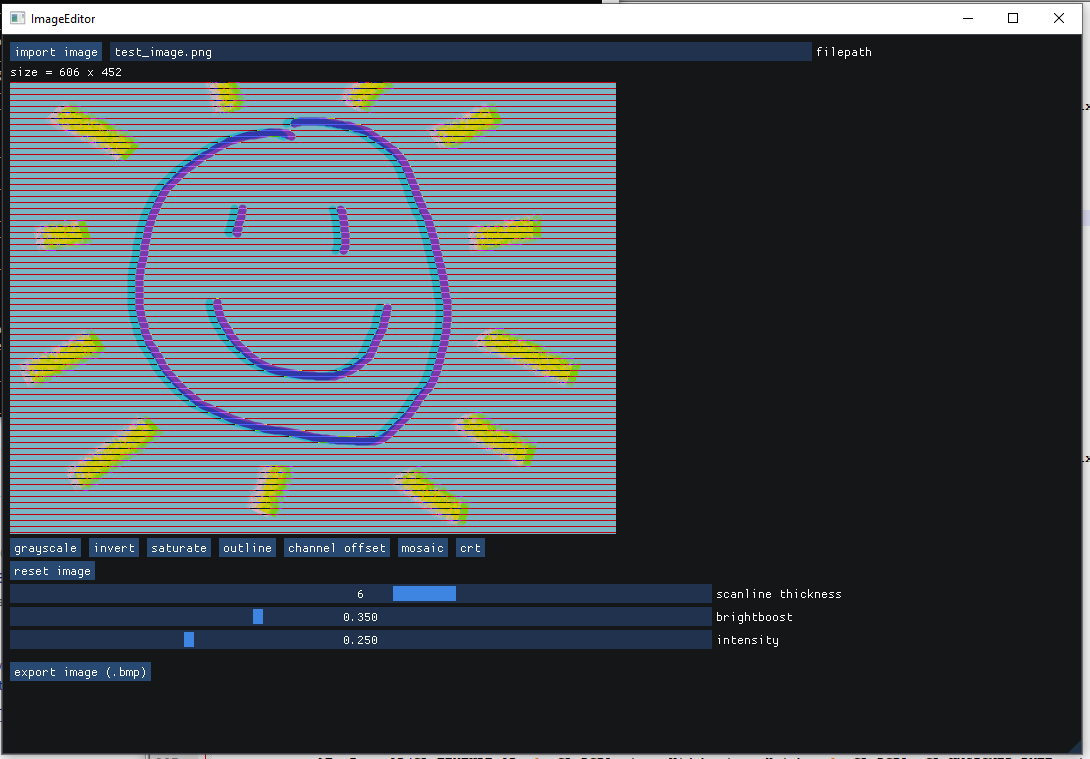 ImageEditor
import image test_image.png filepath
size = 606 x 452
grayscale invert saturate outline channel offset mosaic crt
reset image
6 scanline thickness
0.350 brightboost
0.250 intensity
export image (.bmp)